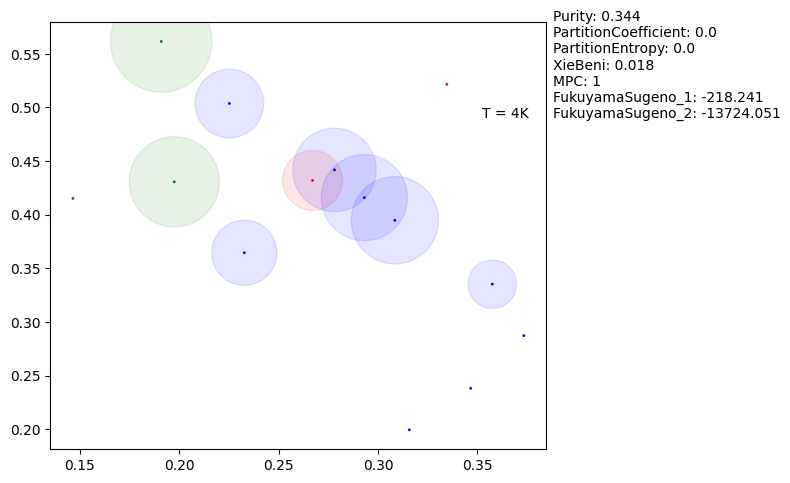 Purity: 0.344
PartitionCoefficient: 0.0
PartitionEntropy: 0.0
XieBeni: 0.018
MPC: 1
FukuyamaSugeno_1: -218.241
FukuyamaSugeno_2: -13724.051
T = 4K
0.55
0.50
0.45
0.40
0.35
0.30
0.25
0.20
0.15 0.20 0.25 0.30 0.35